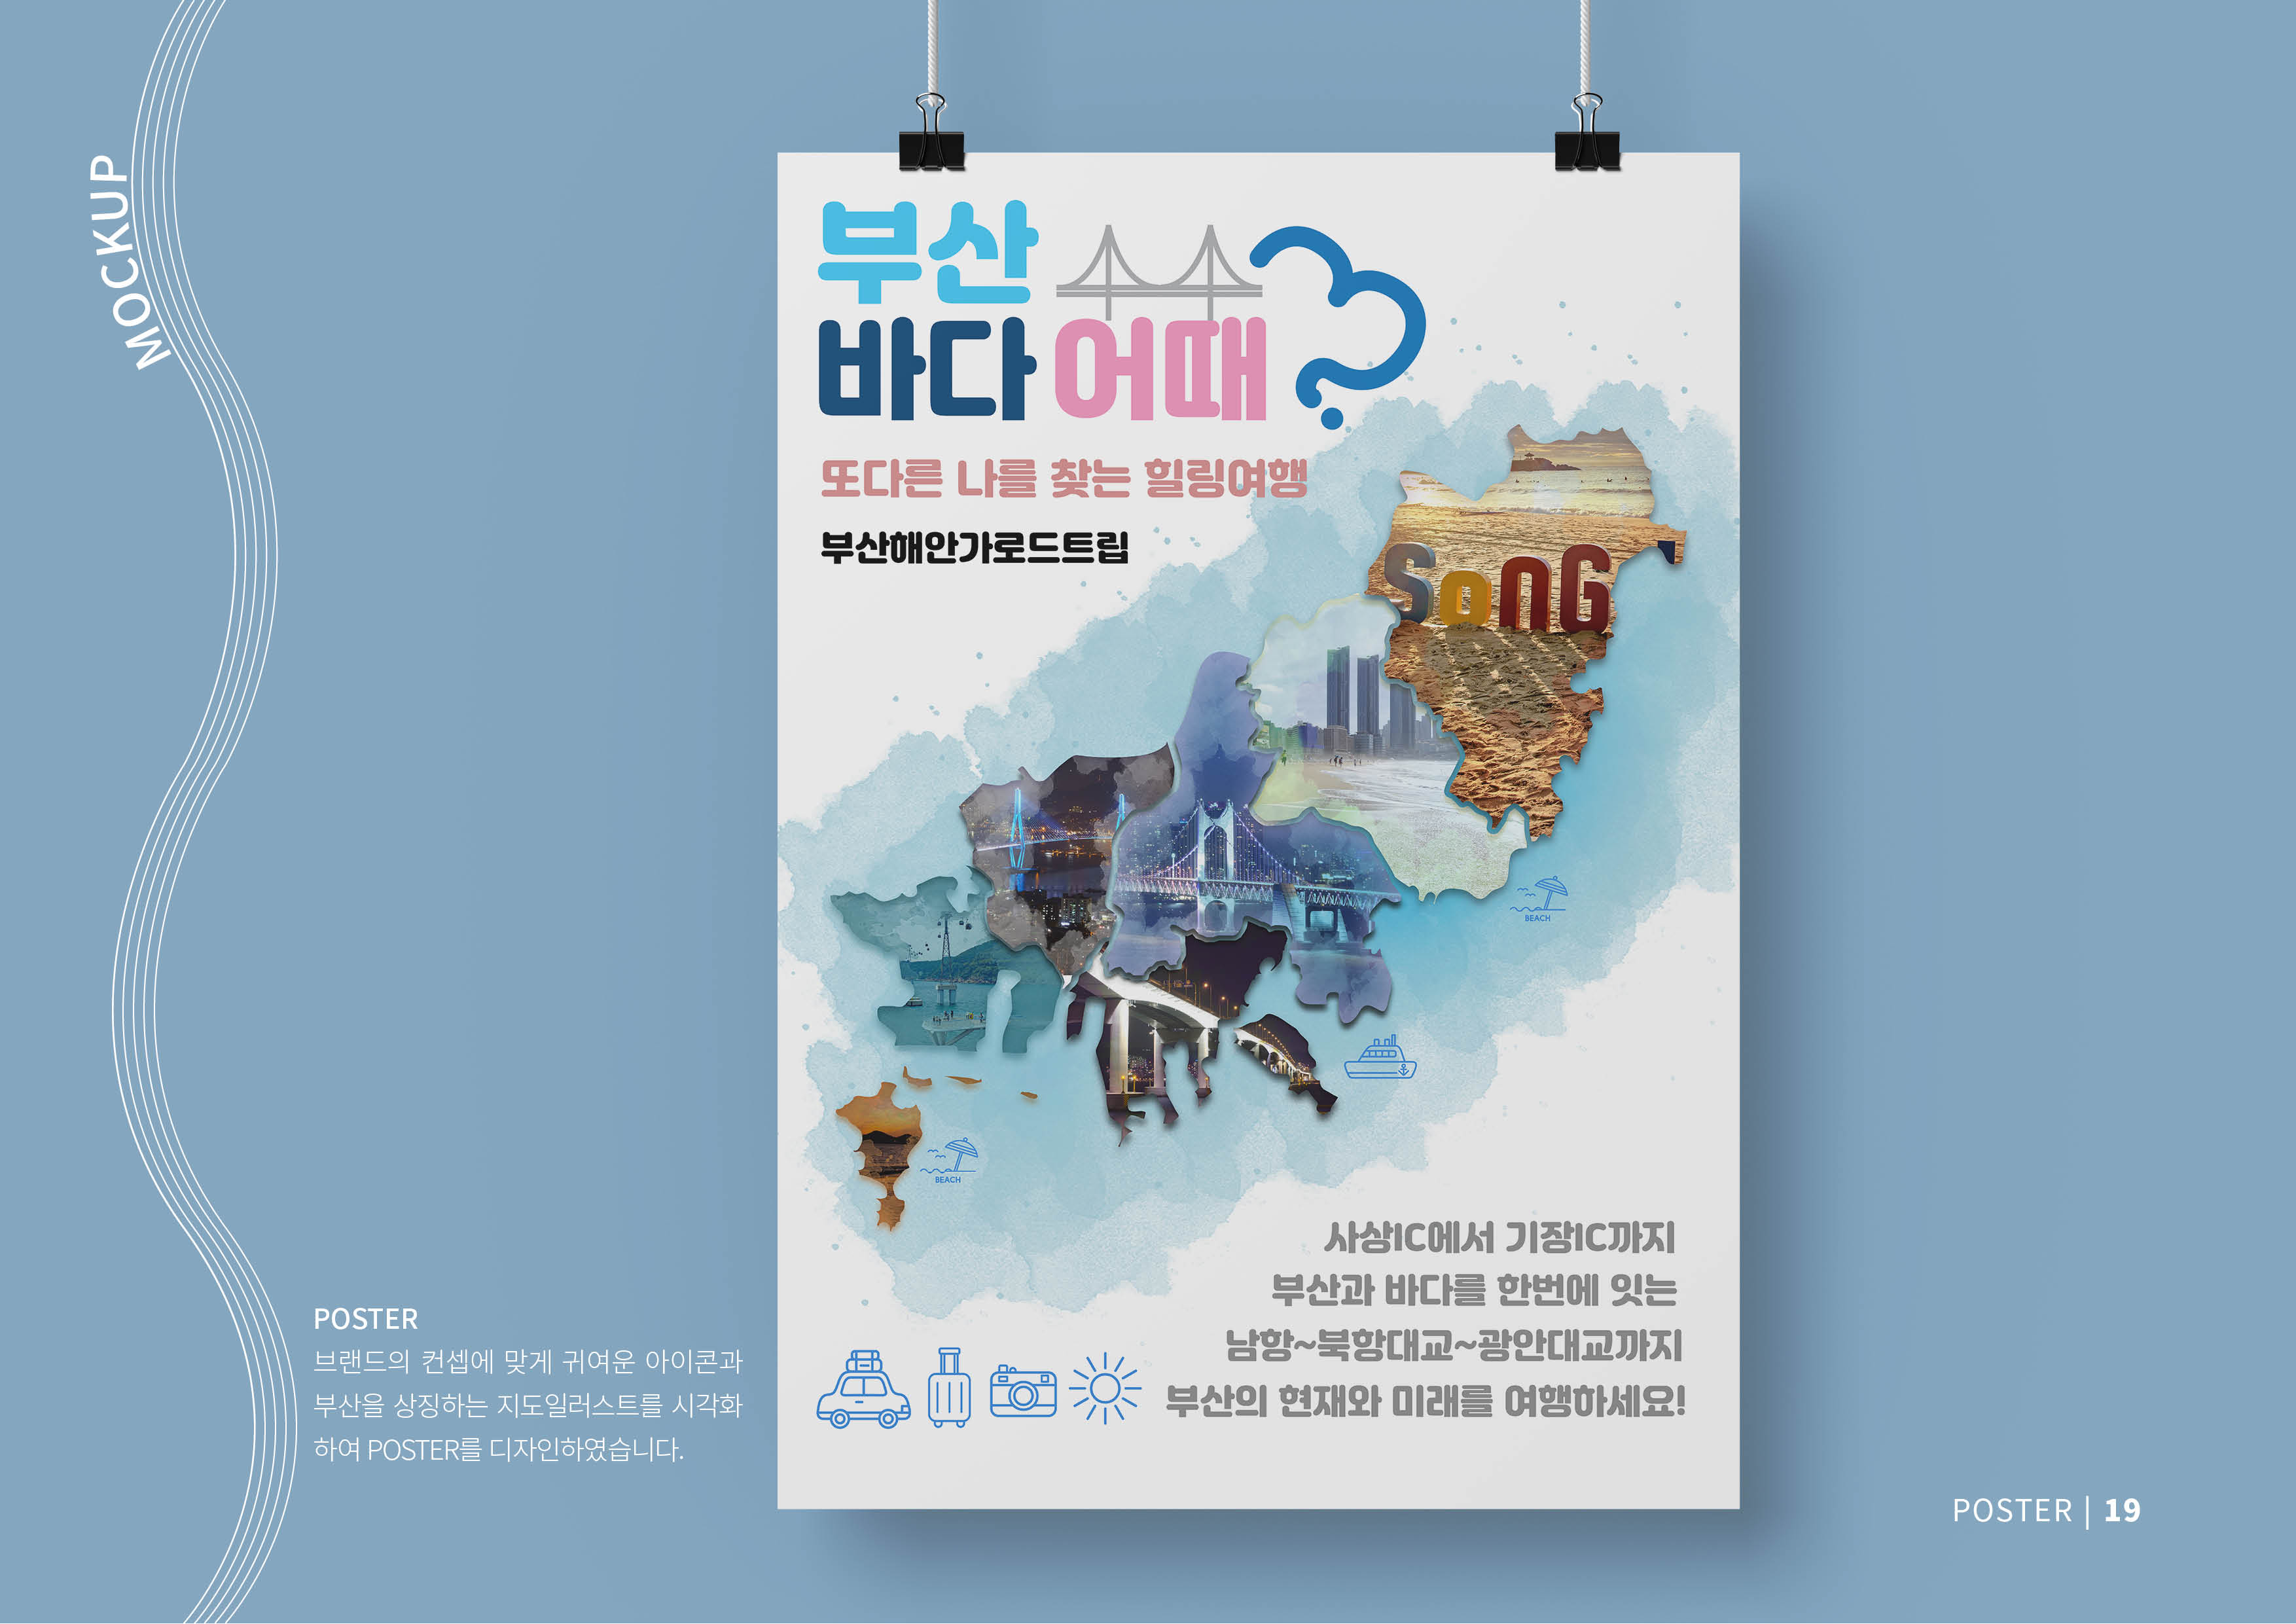 MOCKUP
부산
바다 어때?
또다른 나를 찾는 힐링여행
부산해안가로드트립
SonG
BEACH
BEACH
사상IC에서 기장IC까지
부산과 바다를 한번에 잇는
남항~북항대교~광안대교까지
부산의 현재와 미래를 여행하세요!
POSTER
브랜드의 컨셉에 맞게 귀여운 아이콘과
부산을 상징하는 지도일러스트를 시각화
하여 POSTER를 디자인하였습니다.
POSTER | 19